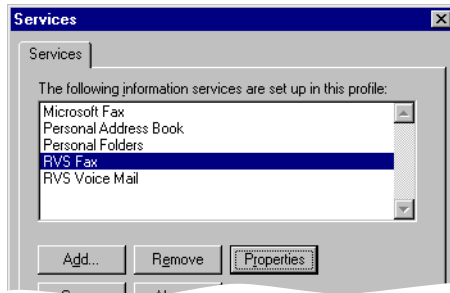 Services
Services
The following information services are set up in this profile:
Microsoft Fax
Personal Address Book
Personal Folders
RVS Fax
RVS Voice Mail
Add... Remove Properties